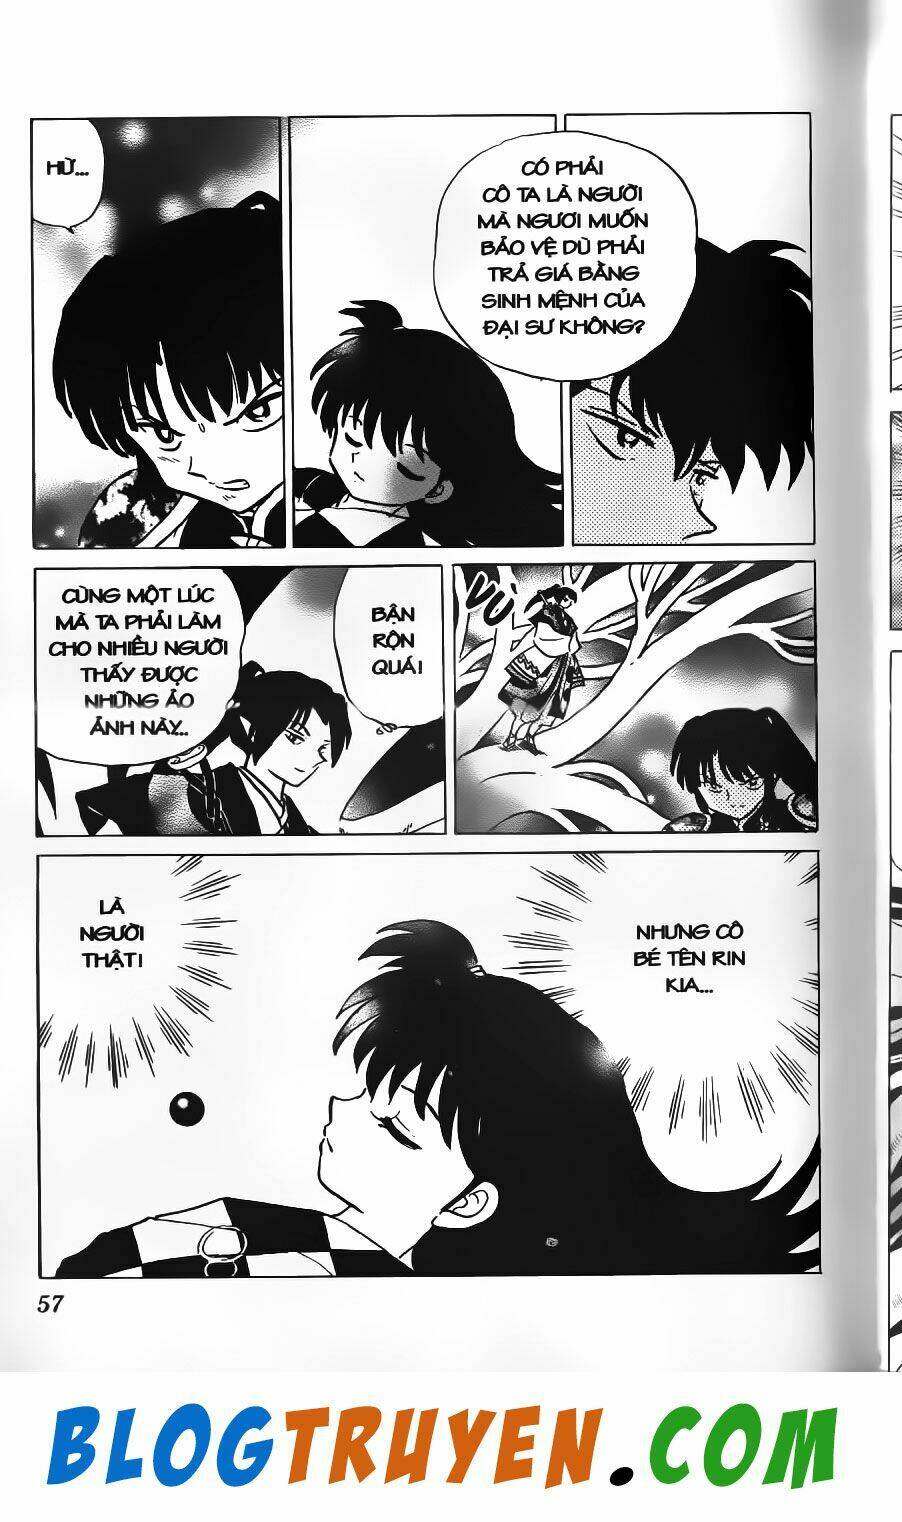 CÓ PHẢI
CÔ TA LÀ NGƯỜI
MÀ NGƯƠI MUỐN
BẢO VỆ DÙ PHẢI
TRẢ GIÁ BẰNG
SINH MỆNH CỦA
ĐẠI SƯ KHÔNG?
HỪ...
VÙ
BẬN
RỘN
QUÁ!
CÙNG MỘT LÚC
MÀ TA PHẢI LÀM
CHO NHIỀU NGƯỜI
THẤY ĐƯỢC
NHỮNG ẢO
ẢNH NÀY...
NHƯNG CÔ
BÉ TÊN RIN
KIA...
LÀ
NGƯỜI
THẬT!
57
BLOGTRUYEN.COM